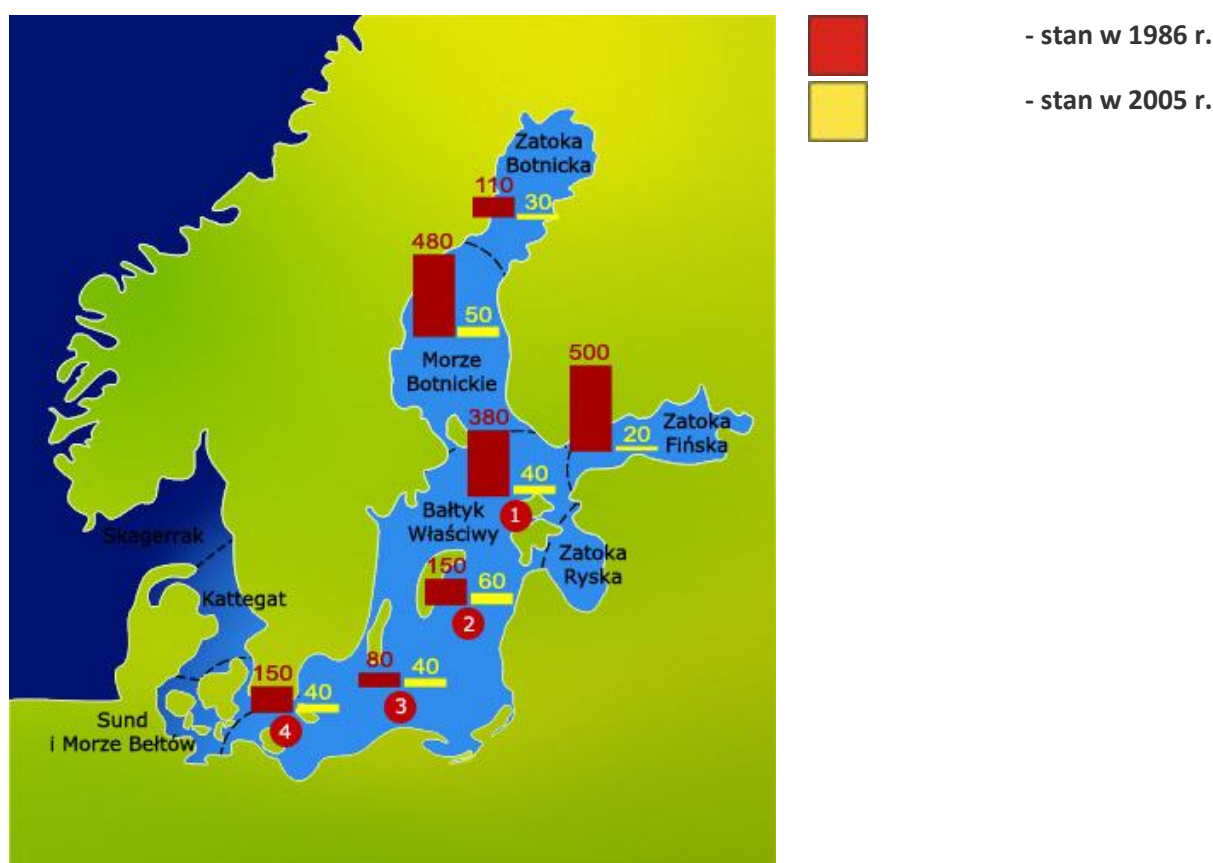 - stan w 1986 r.
- stan w 2005 r.
Zatoka
Botnicka
110
30
480
50
Morze
Botnickie
500
20
Zatoka
Fińska
380
40
1
Bałtyk
Właściwy
Zatoka
Ryska
Skagerrak
Kattegat
150
60
2
80
40
3
150
40
4
Sund
i Morze Bełtów